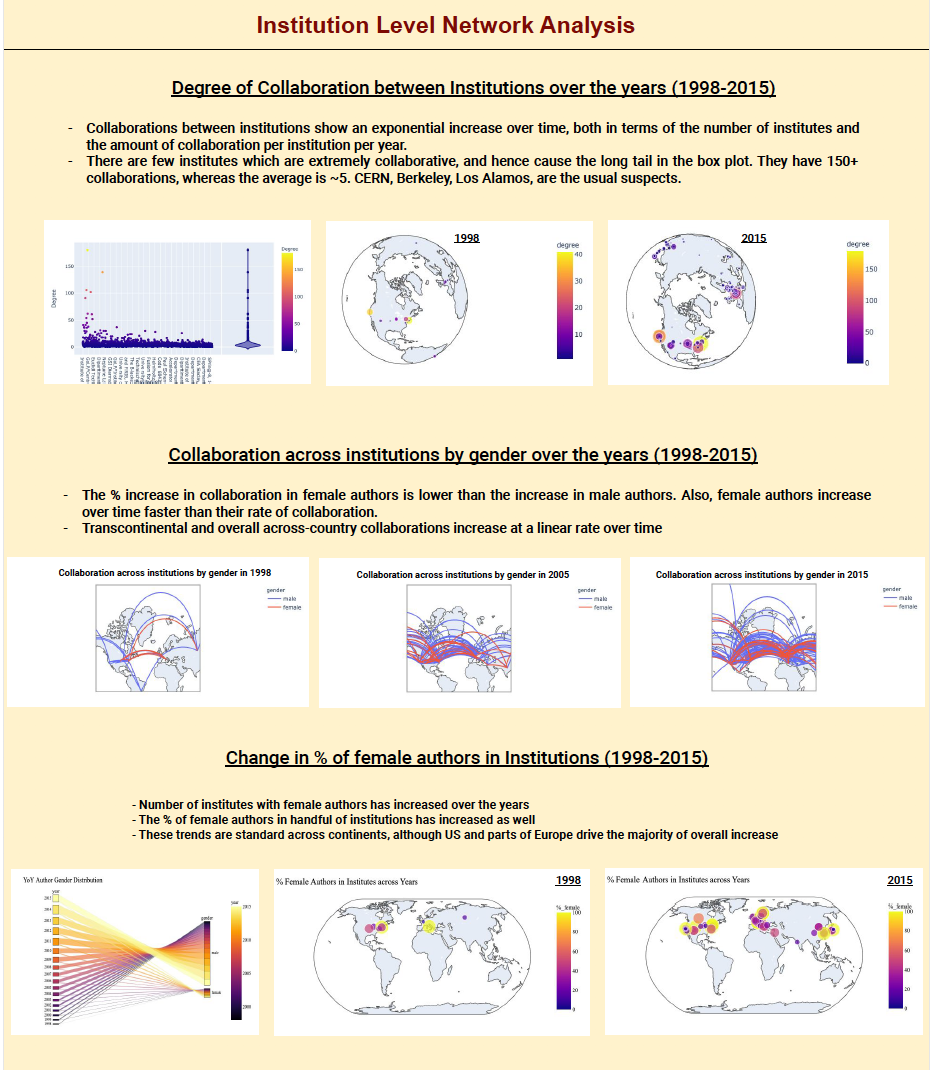 Institution Level Network Analysis
Degree of Collaboration between Institutions over the years (1998-2015)
- Collaborations between institutions show an exponential increase over time, both in terms of the number of institutes and
the amount of collaboration per institution per year.
- There are few institutes which are extremely collaborative, and hence cause the long tail in the box plot. They have 150+
collaborations, whereas the average is ~5. CERN, Berkeley, Los Alamos, are the usual suspects.
Degree
150
100
50
0
Degree
150
100
50
0
1998
degree
40
30
20
10
2015
degree
150
100
50
0
Collaboration across institutions by gender over the years (1998-2015)
- The % increase in collaboration in female authors is lower than the increase in male authors. Also, female authors increase
over time faster than their rate of collaboration.
- Transcontinental and overall across-country collaborations increase at a linear rate over time
Collaboration across institutions by gender in 1998
gender
male
female
Collaboration across institutions by gender in 2005
gender
male
female
Collaboration across institutions by gender in 2015
gender
male
female
Change in % of female authors in Institutions (1998-2015)
- Number of institutes with female authors has increased over the years
- The % of female authors in handful of institutions has increased as well
- These trends are standard across continents, although US and parts of Europe drive the majority of overall increase
YoY Author Gender Distribution
year
gender
male
female
year
2015
2010
2005
2000
% Female Authors in Institutes across Years
1998
%_female
100
80
60
40
20
0
% Female Authors in Institutes across Years
2015
%_female
100
80
60
40
20
0